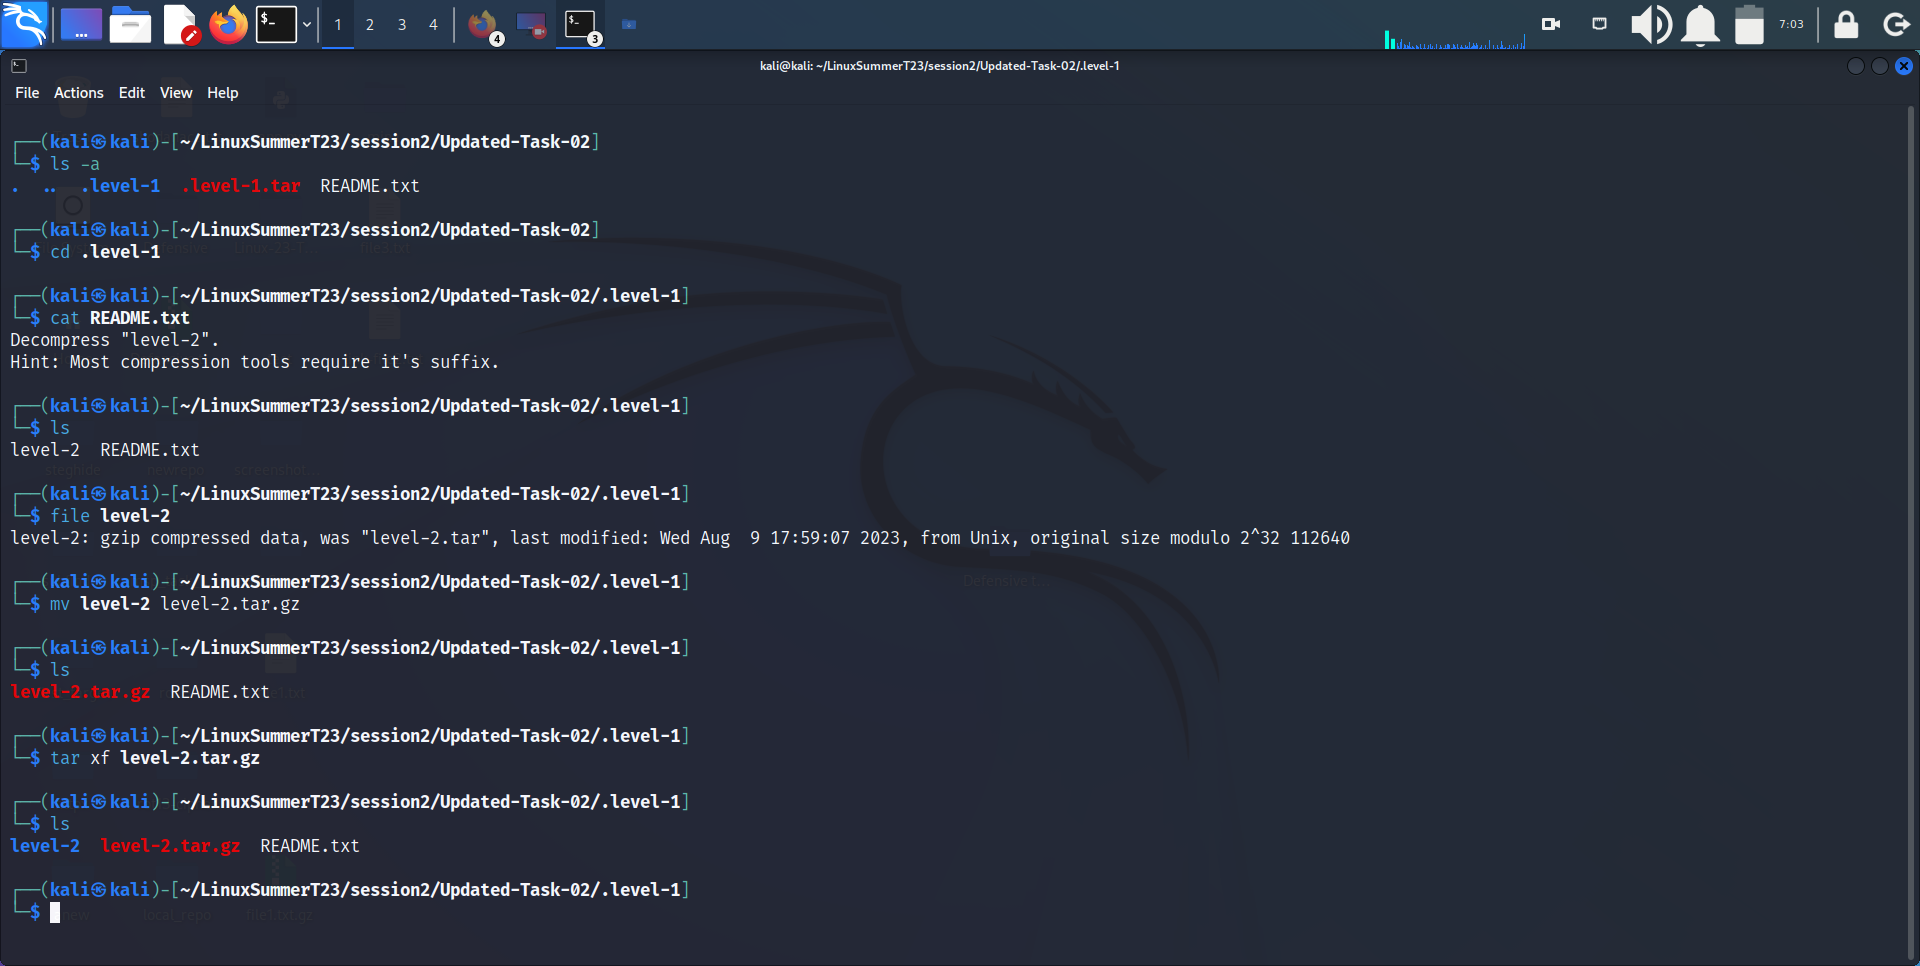 1 2 3 4
4
3
7:03
kali@kali: ~/LinuxSummerT23/session2/Updated-Task-02/.level-1
File Actions Edit View Help
┌──(kali㉿kali)-[~/LinuxSummerT23/session2/Updated-Task-02]
└─$ ls -a
. .. .level-1 .level-1.tar README.txt
┌──(kali㉿kali)-[~/LinuxSummerT23/session2/Updated-Task-02]
└─$ cd .level-1
┌──(kali㉿kali)-[~/LinuxSummerT23/session2/Updated-Task-02/.level-1]
└─$ cat README.txt
Decompress "level-2".
Hint: Most compression tools require it's suffix.
┌──(kali㉿kali)-[~/LinuxSummerT23/session2/Updated-Task-02/.level-1]
└─$ ls
level-2 README.txt
┌──(kali㉿kali)-[~/LinuxSummerT23/session2/Updated-Task-02/.level-1]
└─$ file level-2
level-2: gzip compressed data, was "level-2.tar", last modified: Wed Aug  9 17:59:07 2023, from Unix, original size modulo 2^32 112640
┌──(kali㉿kali)-[~/LinuxSummerT23/session2/Updated-Task-02/.level-1]
└─$ mv level-2 level-2.tar.gz
┌──(kali㉿kali)-[~/LinuxSummerT23/session2/Updated-Task-02/.level-1]
└─$ ls
level-2.tar.gz README.txt
┌──(kali㉿kali)-[~/LinuxSummerT23/session2/Updated-Task-02/.level-1]
└─$ tar xf level-2.tar.gz
┌──(kali㉿kali)-[~/LinuxSummerT23/session2/Updated-Task-02/.level-1]
└─$ ls
level-2 level-2.tar.gz README.txt
┌──(kali㉿kali)-[~/LinuxSummerT23/session2/Updated-Task-02/.level-1]
└─$